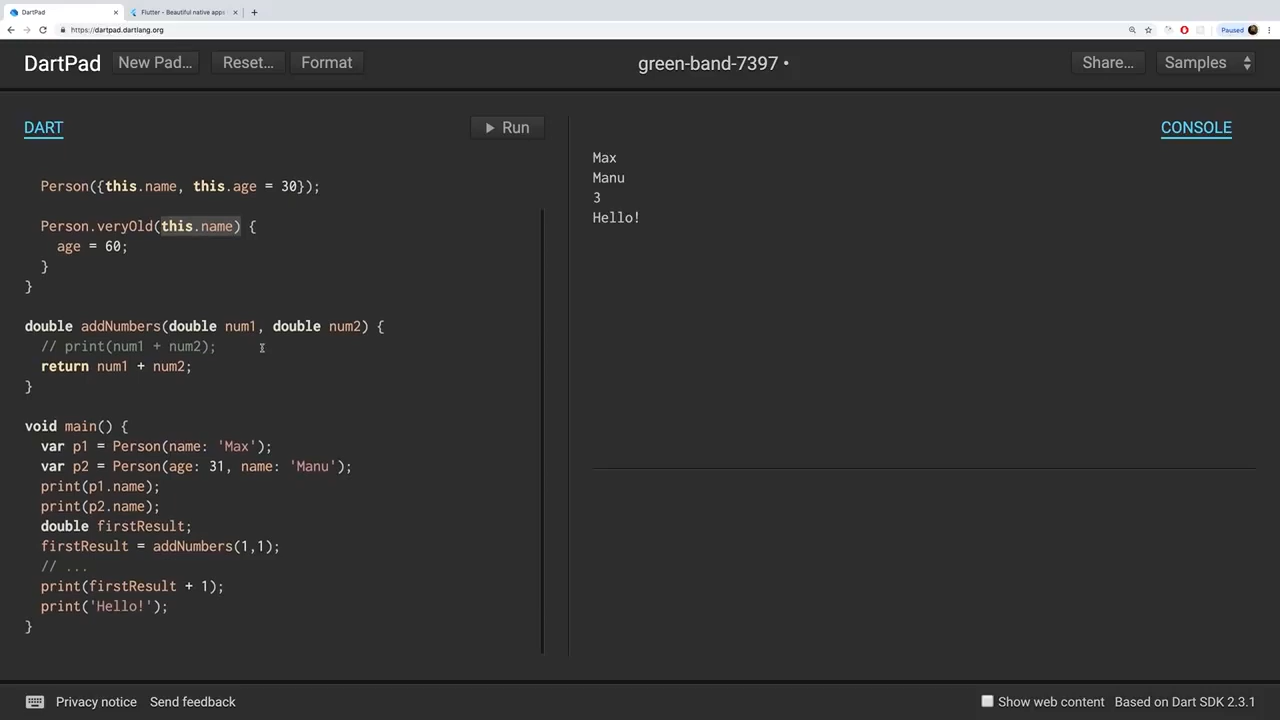 DartPad
Flutter - Beautiful native apps
https://dartpad.dartlang.org
Paused
DartPad New Pad... Reset... Format green-band-7397 • Share... Samples
DART Run CONSOLE
Person({this.name, this.age = 30});
Person.veryOld(this.name) {
age = 60;
}
}
double addNumbers(double num1, double num2) {
// print(num1 + num2);
return num1 + num2;
}
void main() {
var p1 = Person(name: 'Max');
var p2 = Person(age: 31, name: 'Manu');
print(p1.name);
print(p2.name);
double firstResult;
firstResult = addNumbers(1,1);
// ...
print(firstResult + 1);
print('Hello!');
}
Max
Manu
3
Hello!
Privacy notice Send feedback Show web content Based on Dart SDK 2.3.1